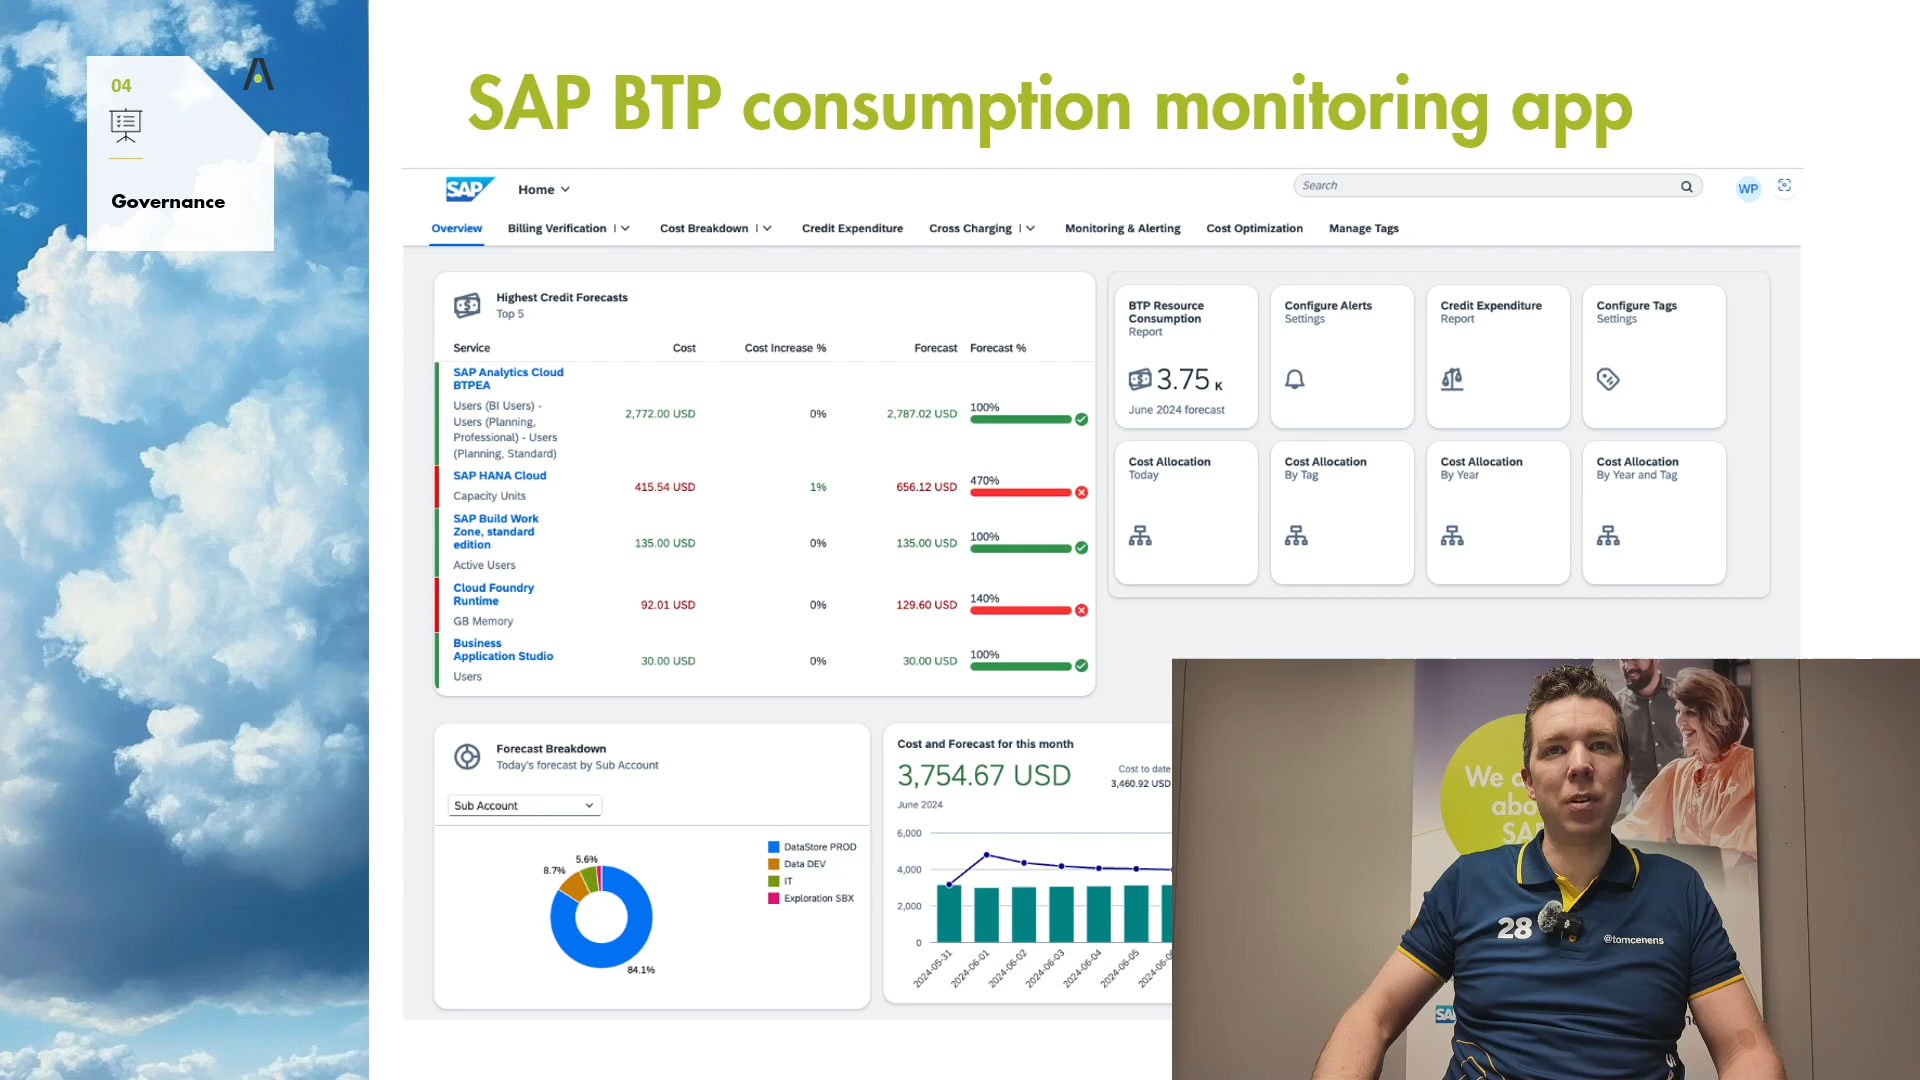 04
Governance
SAP BTP consumption monitoring app
SAP
Home
Search
WP
Overview
Billing Verification
Cost Breakdown
Credit Expenditure
Cross Charging
Monitoring & Alerting
Cost Optimization
Manage Tags
Highest Credit Forecasts
Top 5
Service Cost Cost Increase % Forecast Forecast %
SAP Analytics Cloud
BTPEA
Users (BI Users) -
Users (Planning,
Professional) - Users
(Planning, Standard)
2,772.00 USD 0% 2,787.02 USD 100%
SAP HANA Cloud
Capacity Units
415.54 USD 1% 656.12 USD 470%
SAP Build Work
Zone, standard
edition
Active Users
135.00 USD 0% 135.00 USD 100%
Cloud Foundry
Runtime
GB Memory
92.01 USD 0% 129.60 USD 140%
Business
Application Studio
Users
30.00 USD 0% 30.00 USD 100%
BTP Resource
Consumption
Report
3.75 K
June 2024 forecast
Configure Alerts
Settings
Credit Expenditure
Report
Configure Tags
Settings
Cost Allocation
Today
Cost Allocation
By Tag
Cost Allocation
By Year
Cost Allocation
By Year and Tag
Forecast Breakdown
Today's forecast by Sub Account
Sub Account
DataStore PROD
Data DEV
IT
Exploration SBX
5.6%
8.7%
84.1%
Cost and Forecast for this month
3,754.67 USD
June 2024
Cost to date
3,460.92 USD
6,000
4,000
2,000
0
2024-05-31
2024-06-01
2024-06-02
2024-06-03
2024-06-04
2024-06-05
We
abo
SA
28
@tomcenens
SA